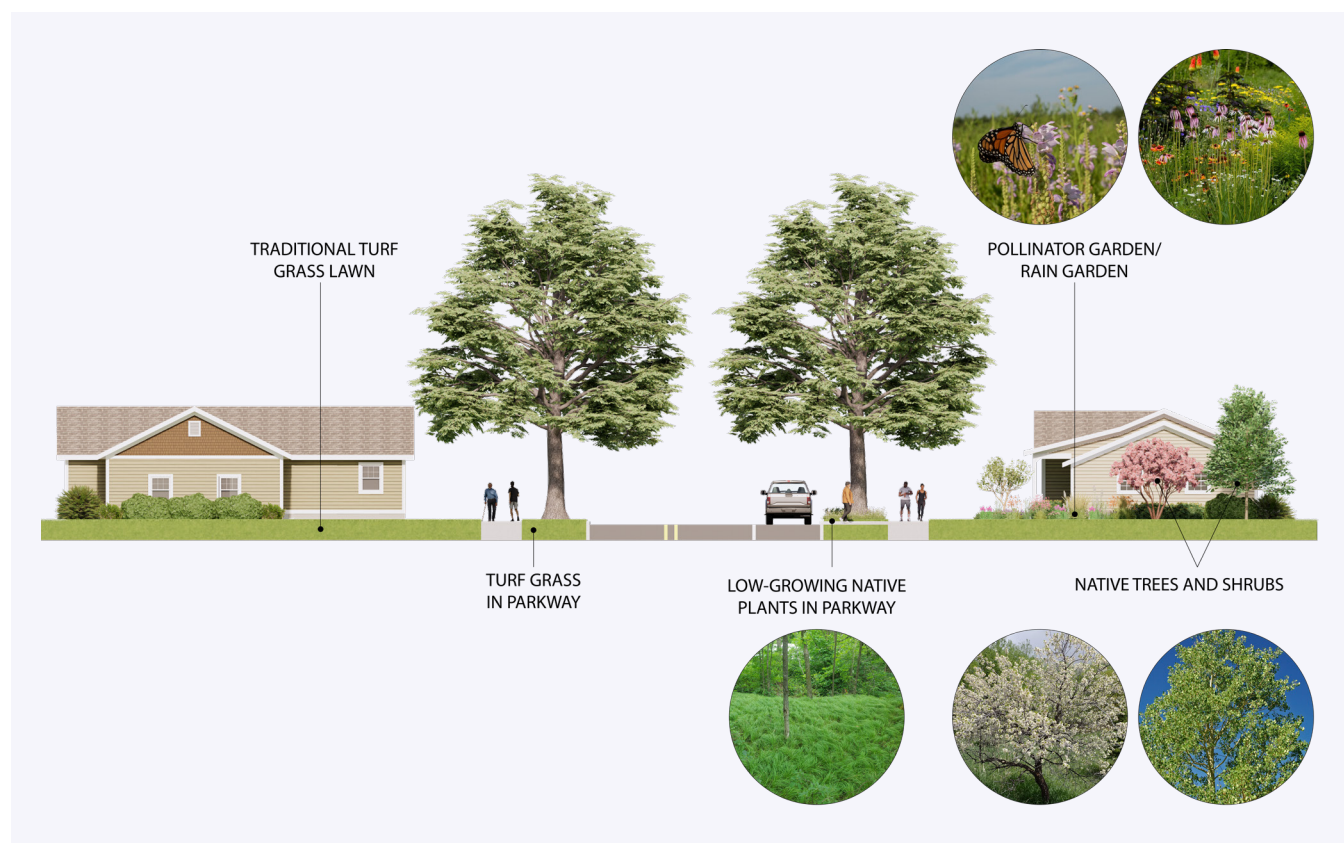 TRADITIONAL TURF
GRASS LAWN
POLLINATOR GARDEN/
RAIN GARDEN
TURF GRASS
IN PARKWAY
LOW-GROWING NATIVE
PLANTS IN PARKWAY
NATIVE TREES AND SHRUBS